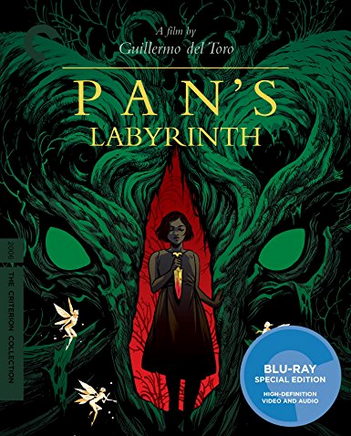 A film by
Guillermo del Toro
PAN'S
LABYRINTH
2006
THE CRITERION COLLECTION
BLU-RAY
SPECIAL EDITION
HIGH-DEFINITION
VIDEO AND AUDIO